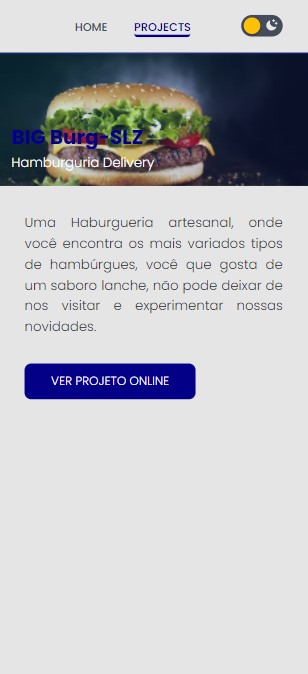 HOME PROJECTS
BIG Burg-SLZ
Hamburguria Delivery
Uma Haburgueria artesanal, onde
você encontra os mais variados tipos
de hambúrgues, você que gosta de
um saboro lanche, não pode deixar de
nos visitar e experimentar nossas
novidades.
VER PROJETO ONLINE